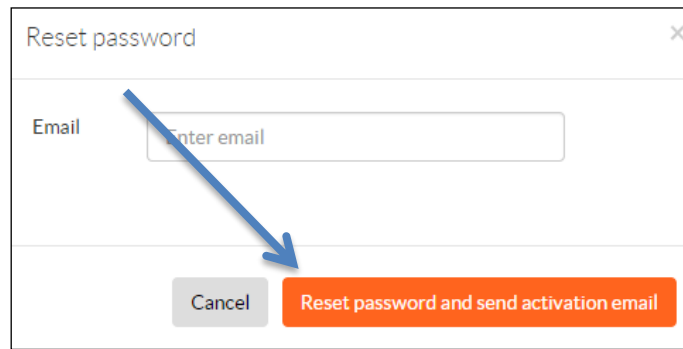 Reset password
×
Email
Enter email
Cancel
Reset password and send activation email